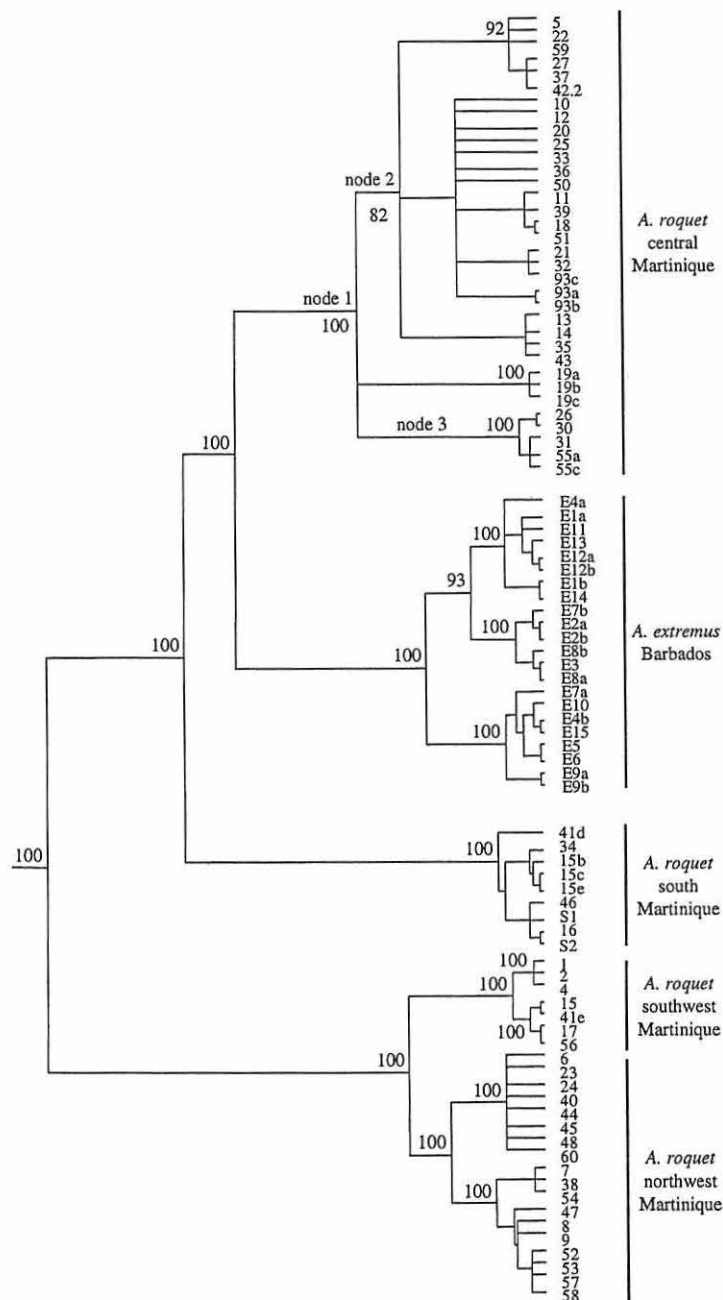 92
5
22
59
27
37
42.2
10
12
20
25
33
36
50
node 2
82
11
39
18
51
21
32
93c
93a
93b
A. roquet
central
Martinique
node 1
100
13
14
35
43
100
19a
19b
19c
node 3
100
26
30
31
55a
55c
100
E4a
E1a
E11
E13
E12a
E12b
100
E1b
E14
93
E7b
E2a
E2b
100
E8b
E3
E8a
A. extremus
Barbados
100
E7a
E10
E4b
E15
100
E5
E6
E9a
E9b
100
41d
34
15b
15c
15e
100
46
S1
16
S2
A. roquet
south
Martinique
100
1
2
4
100
100
15
41e
17
56
100
A. roquet
southwest
Martinique
100
6
23
24
40
44
45
48
60
100
100
7
38
54
47
8
9
52
53
57
58
100
A. roquet
northwest
Martinique